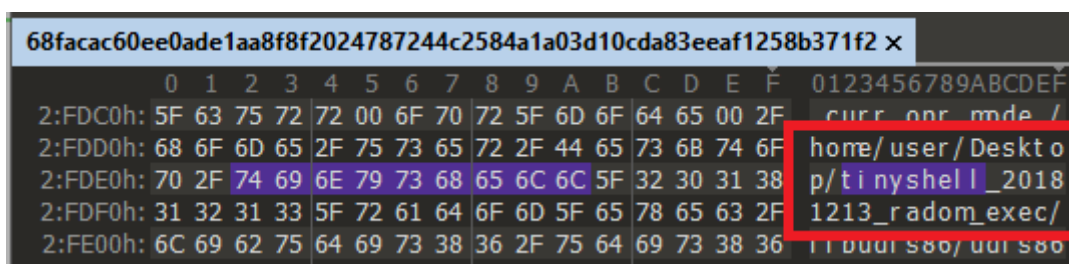 68facac60ee0ade1aa8f8f2024787244c2584a1a03d10cda83eeaf1258b371f2 ×
0 1 2 3 4 5 6 7 8 9 A B C D E F 0123456789ABCDEF
2:FDC0h: 5F 63 75 72 72 00 6F 70 72 5F 6D 6F 64 65 00 2F _curr opr_mode /
2:FDD0h: 68 6F 6D 65 2F 75 73 65 72 2F 44 65 73 6B 74 6F home/user/Deskto
2:FDE0h: 70 2F 74 69 6E 79 73 68 65 6C 6C 5F 32 30 31 38 p/tinyshell_2018
2:FDF0h: 31 32 31 33 5F 72 61 64 6F 6D 5F 65 78 65 63 2F 1213_radom_exec/
2:FE00h: 6C 69 62 75 64 69 73 38 36 2F 75 64 69 73 38 36 libudis86/udis86